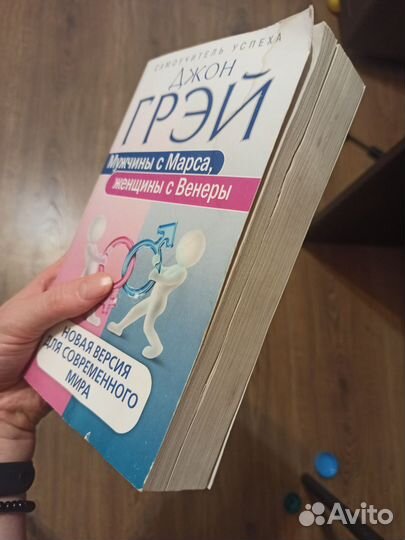 САМОУЧИТЕЛЬ УСПЕХА
ДЖОН
ГРЭЙ
Мужчины с Марса,
женщины с Венеры
НОВАЯ ВЕРСИЯ
ДЛЯ СОВРЕМЕННОГО
МИРА
Avito